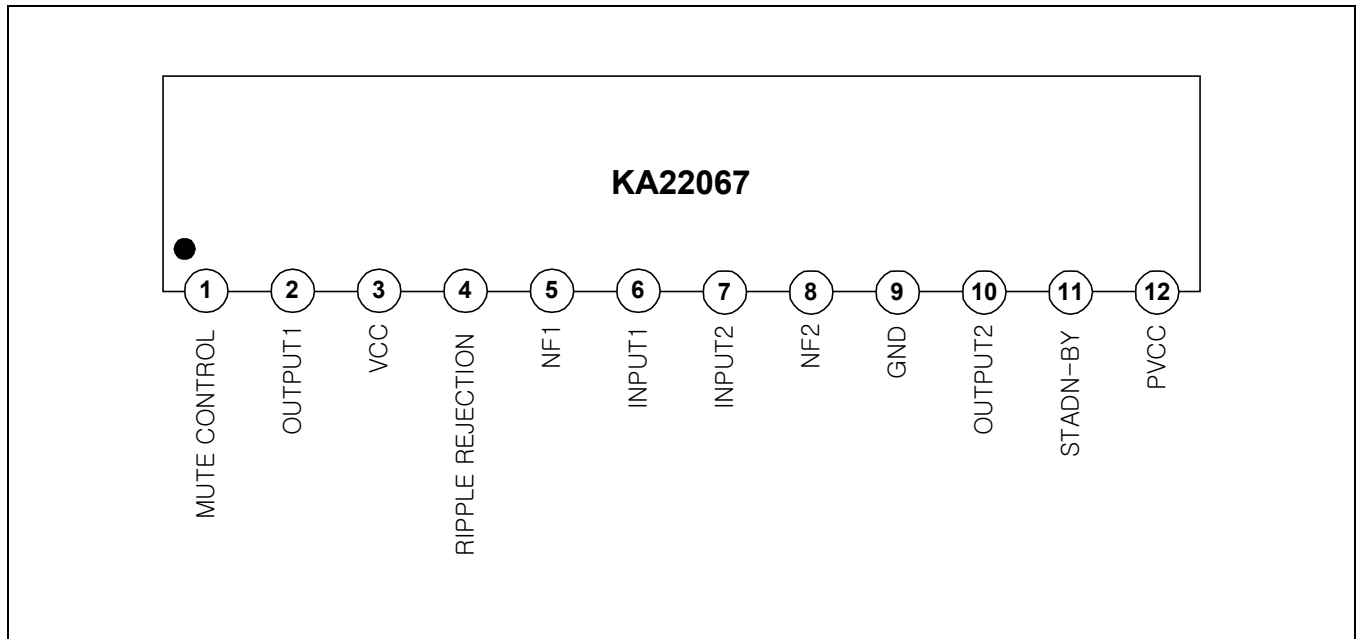 KA22067
1
2
3
4
5
6
7
8
9
10
11
12
MUTE CONTROL
OUTPUT1
VCC
RIPPLE REJECTION
NF1
INPUT1
INPUT2
NF2
GND
OUTPUT2
STADN-BY
PVCC